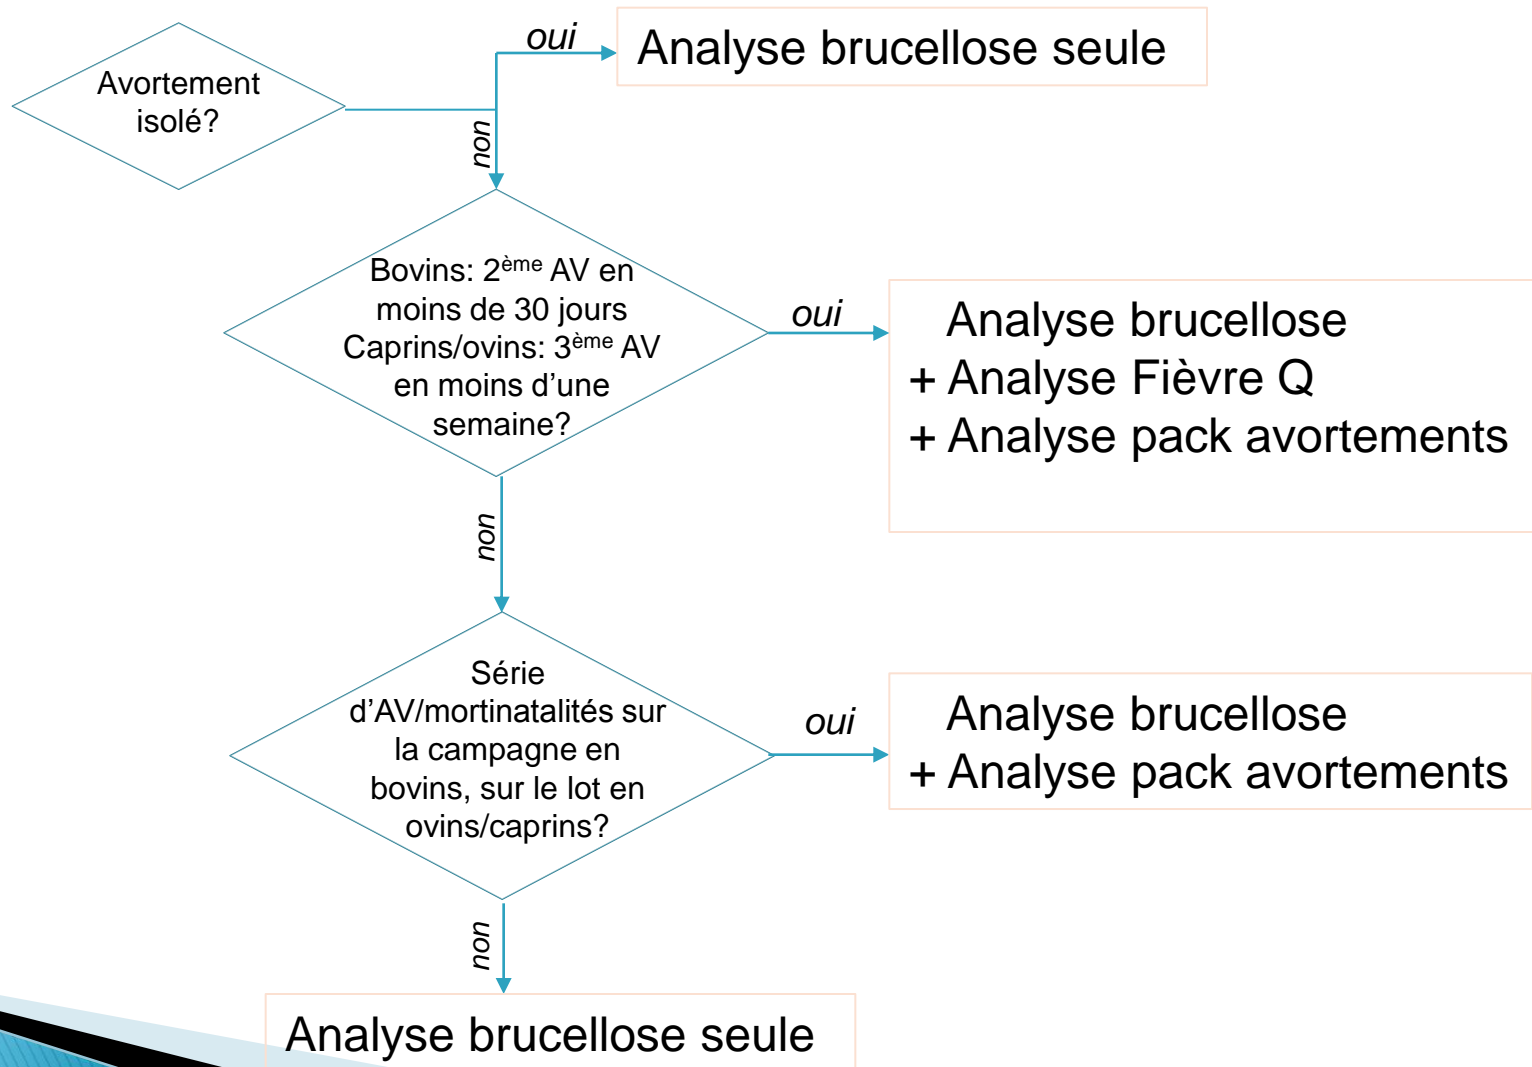 Avortement
isolé?
oui
Analyse brucellose seule
non
Bovins: 2ème AV en
moins de 30 jours
Caprins/ovins: 3ème AV
en moins d’une
semaine?
oui
Analyse brucellose
+ Analyse Fièvre Q
+ Analyse pack avortements
non
Série
d’AV/mortinatalités sur
la campagne en
bovins, sur le lot en
ovins/caprins?
oui
Analyse brucellose
+ Analyse pack avortements
non
Analyse brucellose seule